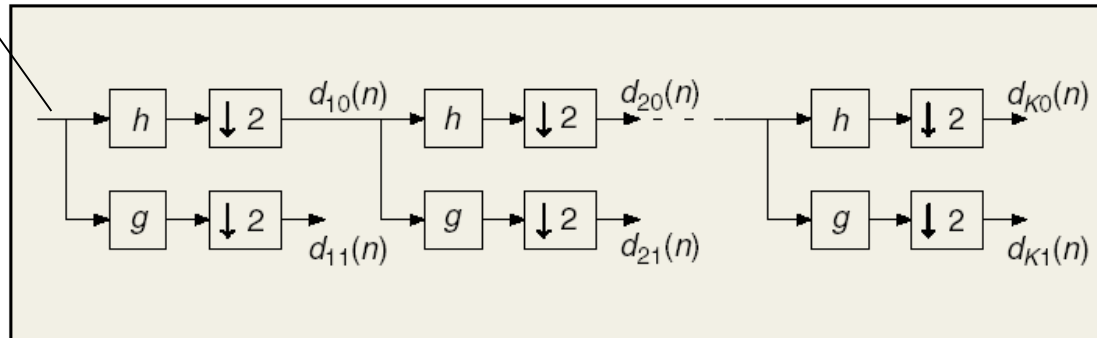 d10(n) d20(n) dK0(n)
h ↓ 2 h ↓ 2 h ↓ 2
g ↓ 2 g ↓ 2 g ↓ 2
d11(n) d21(n) dK1(n)